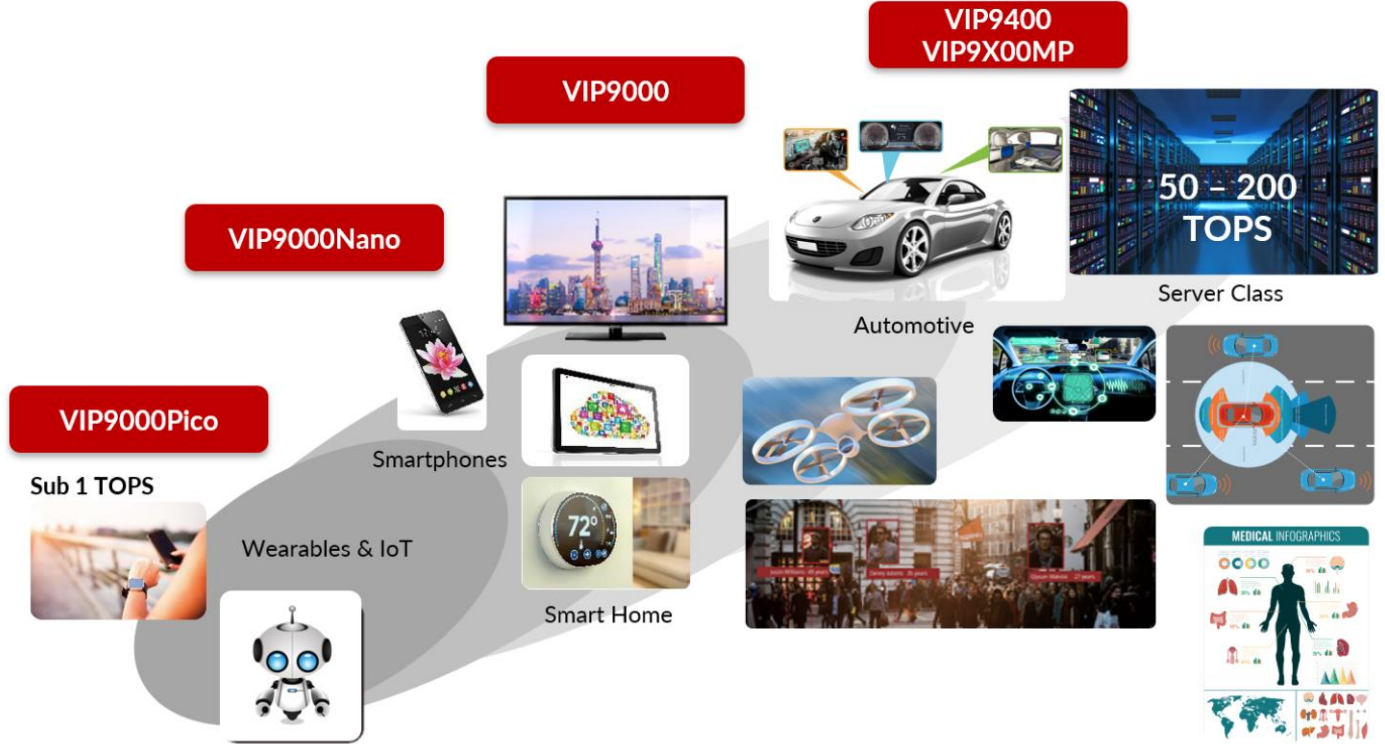 VIP9400
VIP9X00MP
VIP9000
50 – 200
TOPS
VIP9000Nano
Server Class
Automotive
VIP9000Pico
Smartphones
Sub 1 TOPS
72°
Wearables & IoT
MEDICAL INFOGRAPHICS
Smart Home